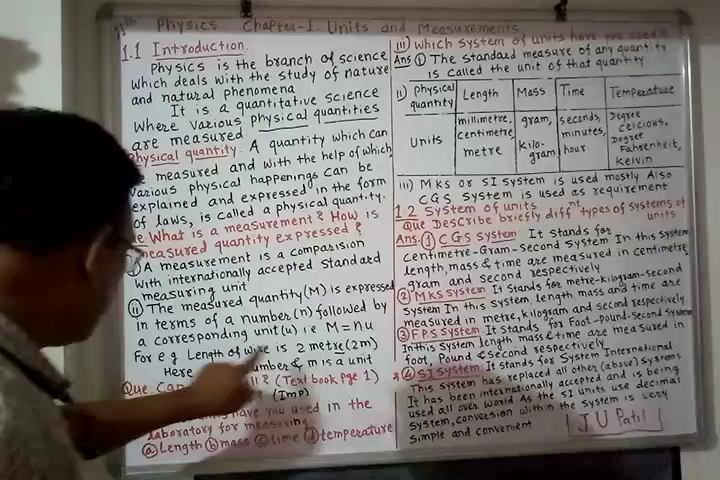 11th Physics Chapter-1. Units and Measurements
1.1 Introduction.
Physics is the branch of science
which deals with the study of nature
and natural phenomena
It is a quantitative science
where various physical quantities
are measured
Physical quantity: A quantity which can
measured and with the help of which
various physical happenings can be
explained and expressed in the form
of laws, is called a physical quantity.
What is a measurement? How is
measured quantity expressed?
A measurement is a comparision
with internationally accepted standard
measuring unit
ii) The measured quantity(M) is expressed
in terms of a number(n) followed by
a corresponding unit(u) i.e M=nu
For eg Length of wire is 2 metre(2m)
Here number & m is a unit
Que: Can ? (Text book pge 1)
(Imp)
have you used in the
laboratory for measuring
(a) Length (b) mass (c) time (d) temperature
iii) Which system of units have you used?
Ans (i) The standard measure of any quantity
is called the unit of that quantity
ii) Physical quantity Length Mass Time Temperature
Units millimetre, centimetre metre gram, kilo-gram seconds, minutes, hour. Degree celcious, Degree Fahrenheit, Kelvin
iii) MKS or SI system is used mostly Also
CGS system is used as requirement
1.2 System of units
Que Describe briefly diffnt types of systems of
units
Ans: (1) CGS System It stands for
Centimetre-Gram-Second System In this system
length, mass & time are measured in centimetre,
gram and second respectively
(2) MKS System It stands for metre-kilogram-second
system In this system length mass and time are
measured in metre, kilogram and second respectively
(3) F.P.S System It stands for Foot-pound-second System
In this system length, mass & time are measured in
foot, Pound & second respectively
* (4) SI System: It stands for System International
This system has replaced all other (above) systems
It has been internationally accepted and is being
used all over world As the SI units use decimal
System, conversion within the system is very
simple and convenient
J U Patil